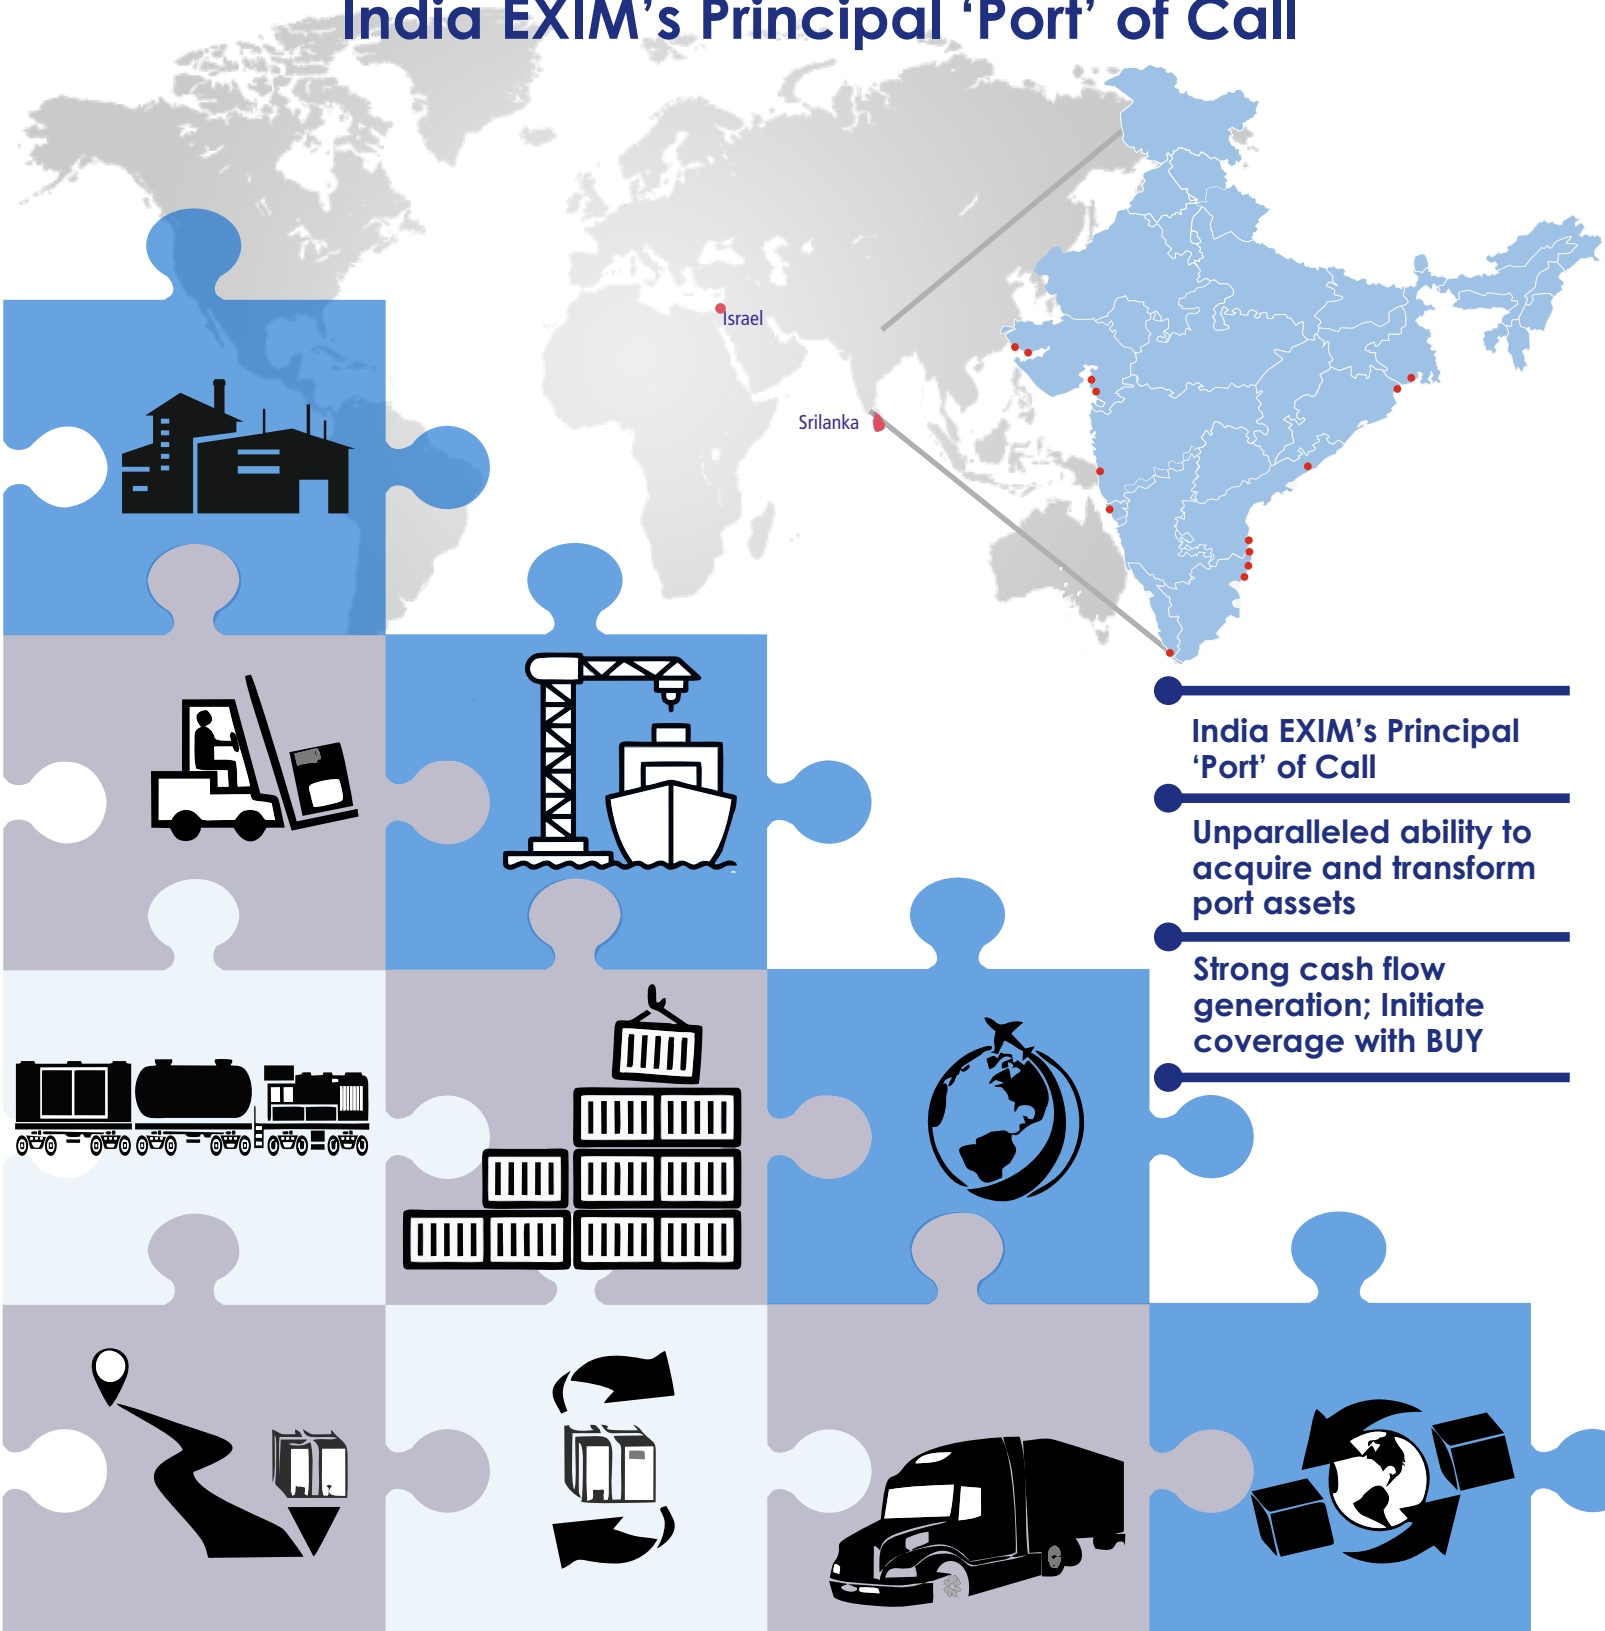 India EXIM’s Principal ‘Port’ of Call
Israel
Srilanka
India EXIM’s Principal
‘Port’ of Call
Unparalleled ability to
acquire and transform
port assets
Strong cash flow
generation; Initiate
coverage with BUY